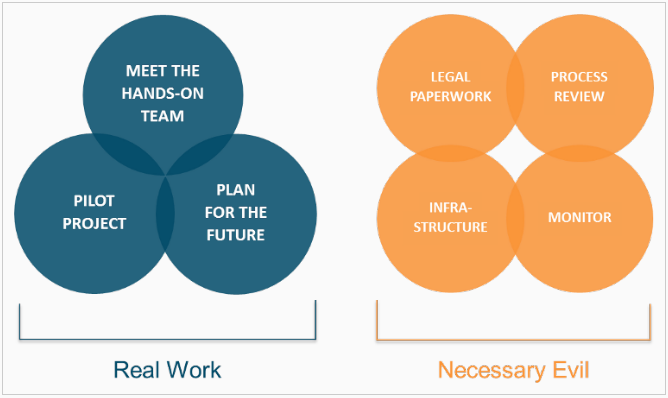 MEET THE
HANDS-ON
TEAM
PILOT
PROJECT
PLAN
FOR THE
FUTURE
Real Work
LEGAL
PAPERWORK
PROCESS
REVIEW
INFRA-
STRUCTURE
MONITOR
Necessary Evil